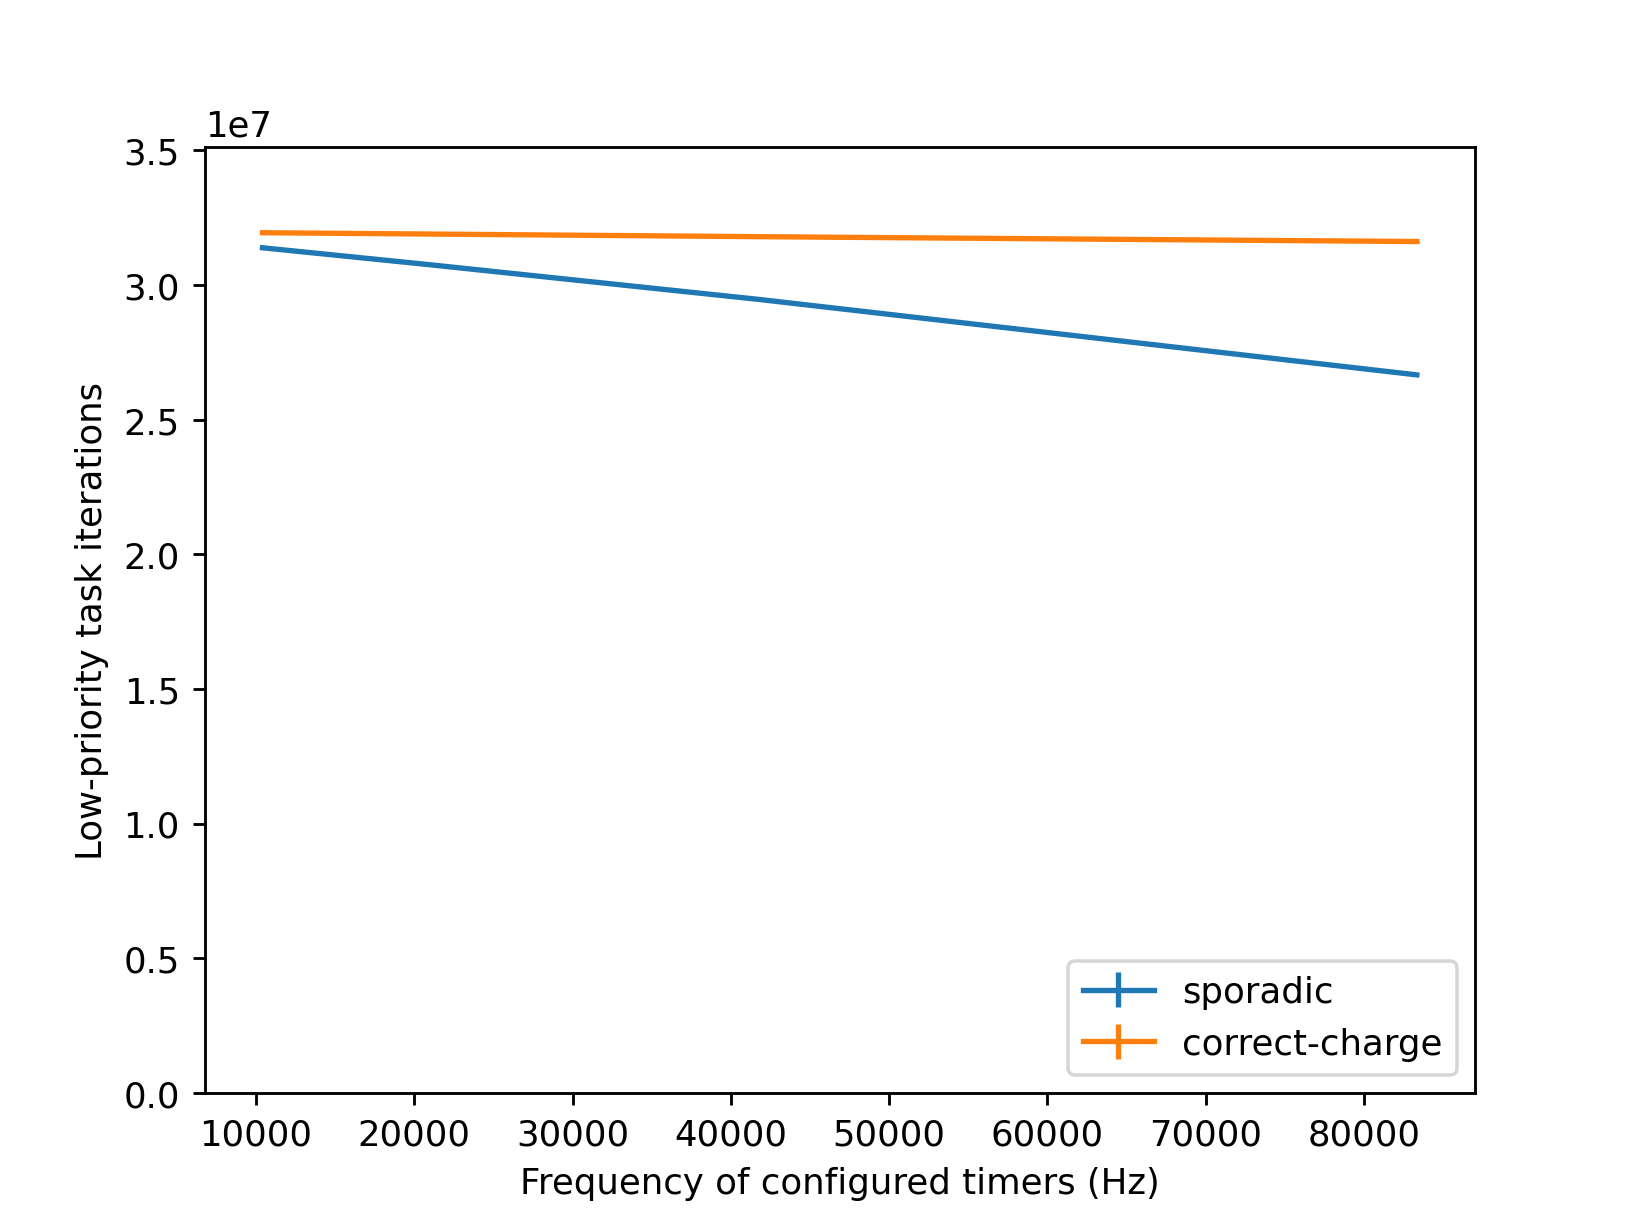 1e7
3.5
3.0
2.5
2.0
1.5
1.0
0.5
0.0
Low-priority task iterations
sporadic
correct-charge
10000 20000 30000 40000 50000 60000 70000 80000
Frequency of configured timers (Hz)